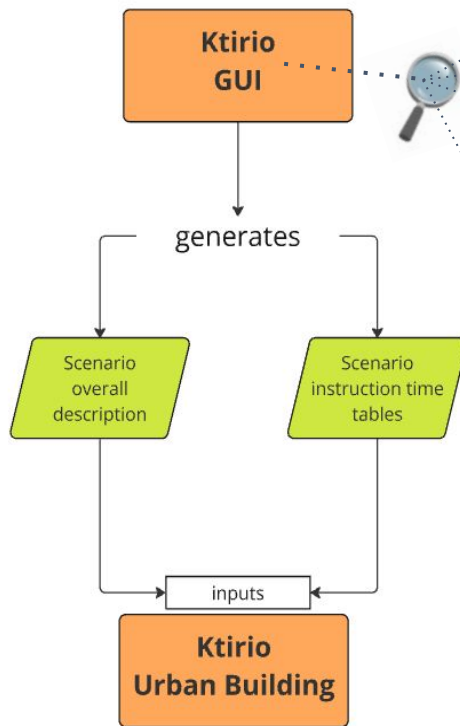 Ktirio
GUI
generates
Scenario
overall
description
Scenario
instruction time
tables
inputs
Ktirio
Urban Building